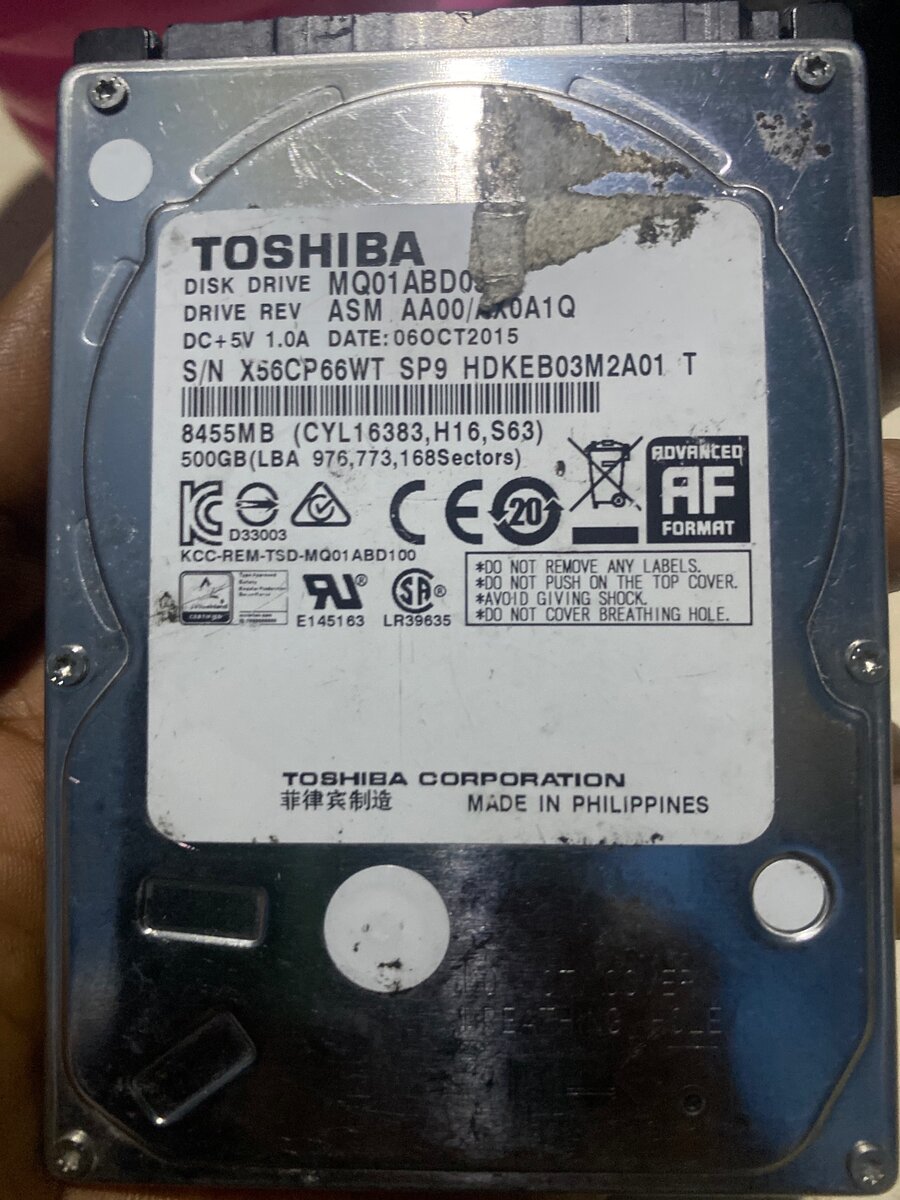 TOSHIBA
DISK DRIVE
DRIVE REV ASM
DC+5V 1.0A DATE:06OCT2015
S/N X56CP66WT SP9 HDKEB03M2A01 T
8455MB (CYL16383,H16,S63)
500GB(LBA 976,773,168Sectors)
D33003
CE
20
ADVANCED
AF
FORMAT
KCC-REM-TSD-MQ01ABD100
*DO NOT REMOVE ANY LABELS.
*DO NOT PUSH ON THE TOP COVER.
*AVOID GIVING SHOCK.
*DO NOT COVER BREATHING HOLE.
E145163
LR39635
TOSHIBA CORPORATION
菲律宾制造 MADE IN PHILIPPINES